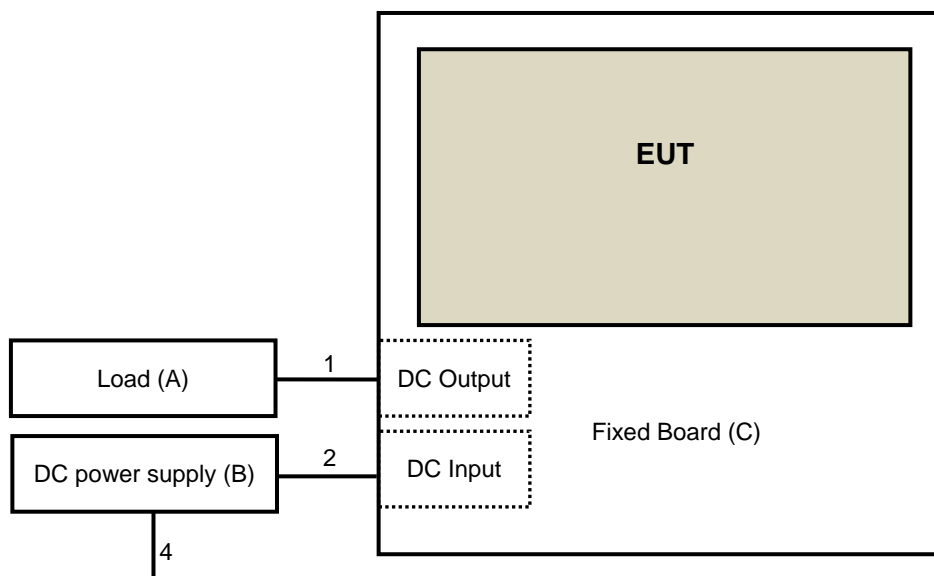 EUT
Load (A)
1
DC Output
Fixed Board (C)
DC power supply (B)
2
DC Input
4